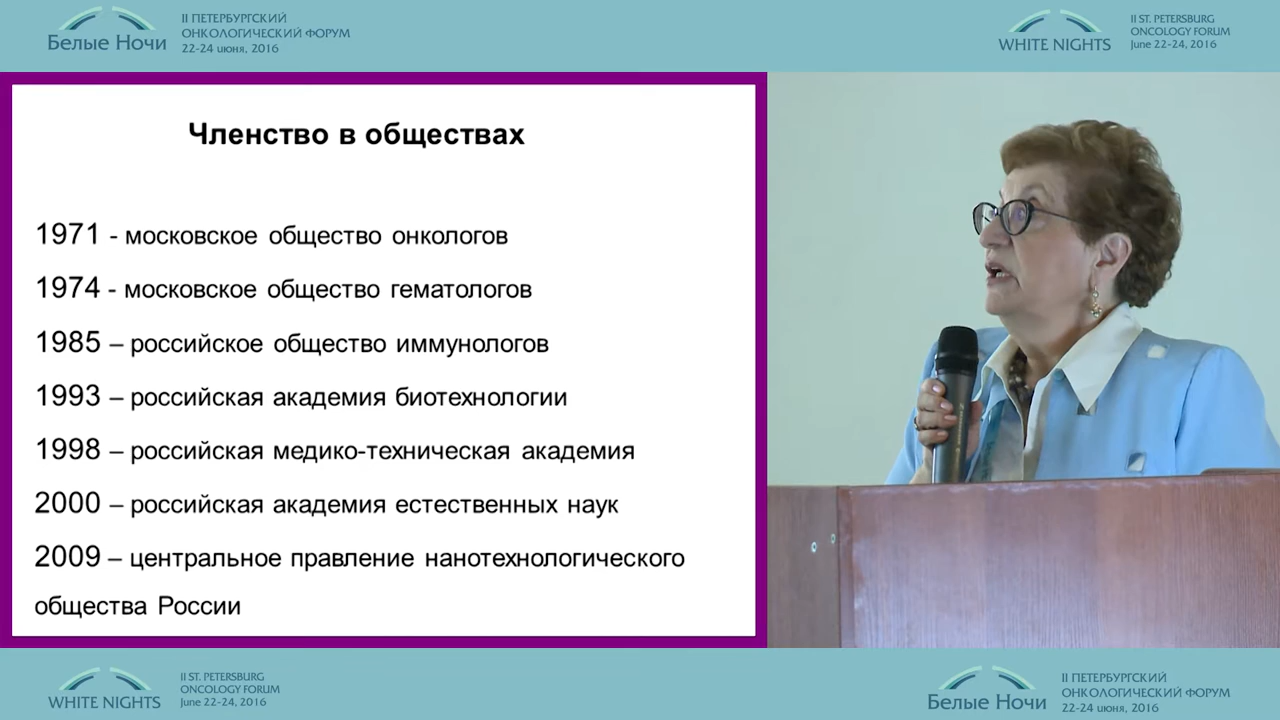 Белые Ночи
II ПЕТЕРБУРГСКИЙ
ОНКОЛОГИЧЕСКИЙ ФОРУМ
22-24 июня, 2016
WHITE NIGHTS
II ST. PETERSBURG
ONCOLOGY FORUM
June 22-24, 2016
Членство в обществах
1971 - московское общество онкологов
1974 - московское общество гематологов
1985 – российское общество иммунологов
1993 – российская академия биотехнологии
1998 – российская медико-техническая академия
2000 – российская академия естественных наук
2009 – центральное правление нанотехнологического
общества России
WHITE NIGHTS
II ST. PETERSBURG
ONCOLOGY FORUM
June 22-24, 2016
Белые Ночи
II ПЕТЕРБУРГСКИЙ
ОНКОЛОГИЧЕСКИЙ ФОРУМ
22-24 июня, 2016